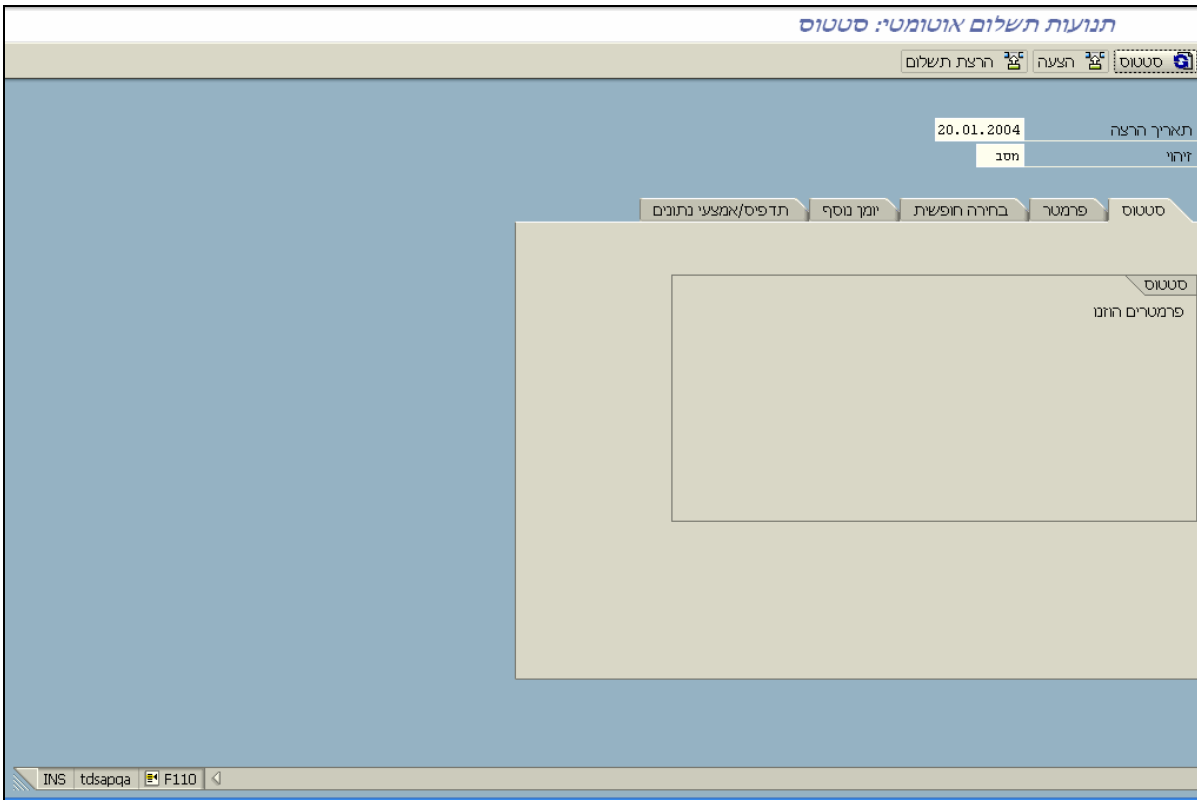 תנועות תשלום אוטומטי: סטטוס
סטטוס הצעה הרצת תשלום
תאריך הרצה 20.01.2004
זיהוי מסב
סטטוס פרמטר בחירה חופשית יומן נוסף תדפיס/אמצעי נתונים
סטטוס
פרמטרים הוזנו
INS tdsapqa F110